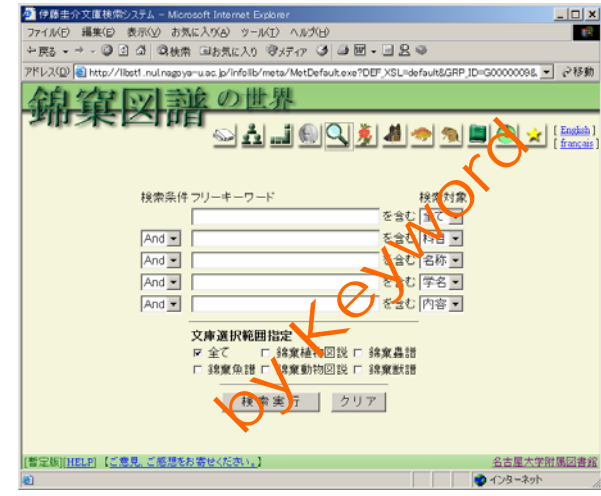 伊藤圭介文庫検索システム - Microsoft Internet Explorer
ファイル(F) 編集(E) 表示(V) お気に入り(A) ツール(T) ヘルプ(H)
戻る 検索 お気に入り メディア
アドレス(D) http://libst1.nul.nagoya-u.ac.jp/infolib/meta/MetDefault.exe?DEF_XSL=default&GRP_ID=G0000009& 移動
錦窠図譜 の世界
[ English ]
[ français ]
検索条件 フリーキーワード 検索対象
を含む 全て
And を含む 科目
And を含む 名称
And を含む 学名
And を含む 内容
文庫選択範囲指定
全て 錦窠植物図説 錦窠蟲譜
錦窠魚譜 錦窠動物図説 錦窠獣譜
検索実行 クリア
by Keyword
[暫定版][HELP] 【ご意見、ご感想をお寄せください。】 名古屋大学附属図書館
インターネット